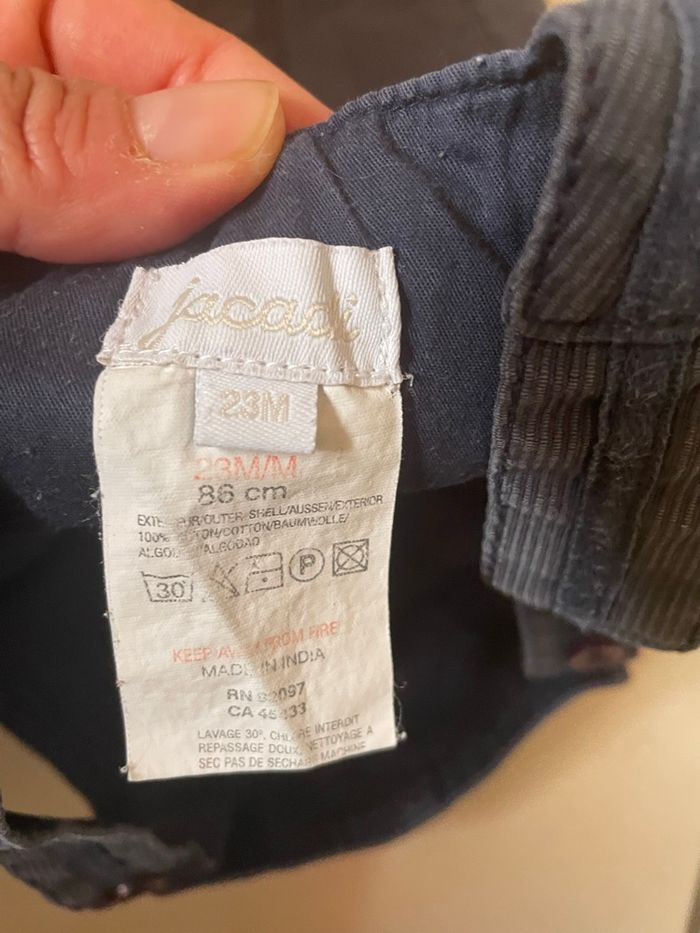 jacadi
23M
23M/M
86 cm
EXTERIEUR/OUTER SHELL/AUSSEN/EXTERIOR
100% COTON/COTTON/BAUMWOLLE/
ALGODON/ALGODAO
30°
P
KEEP AWAY FROM FIRE
MADE IN INDIA
RN
CA
LAVAGE 30°, CHLORE INTERDIT
REPASSAGE DOUX, NETTOYAGE A
SEC PAS DE SECHAGE MACHINE